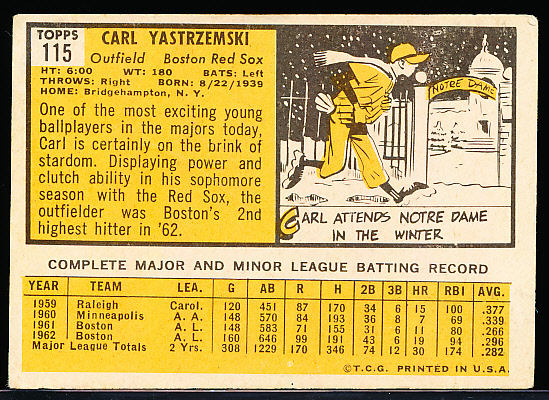 TOPPS
115
CARL YASTRZEMSKI
Outfield Boston Red Sox
HT: 6:00 WT: 180 BATS: Left
THROWS: Right BORN: 8/22/1939
HOME: Bridgehampton, N. Y.
One of the most exciting young
ballplayers in the majors today,
Carl is certainly on the brink of
stardom. Displaying power and
clutch ability in his sophomore
season with the Red Sox, the
outfielder was Boston's 2nd
highest hitter in '62.
NOTRE DAME
CARL ATTENDS NOTRE DAME
IN THE WINTER
COMPLETE MAJOR AND MINOR LEAGUE BATTING RECORD
YEAR TEAM LEA. G AB R H 2B 3B HR RBI AVG.
1959 Raleigh Carol. 120 451 87 170 34 6 15 100 .377
1960 Minneapolis A. A. 148 570 84 193 36 8 7 69 .339
1961 Boston A. L. 148 583 71 155 31 6 11 80 .266
1962 Boston A. L. 160 646 99 191 43 6 19 94 .296
Major League Totals 2 Yrs. 308 1229 170 346 74 12 30 174 .282
©T.C.G. PRINTED IN U.S.A.